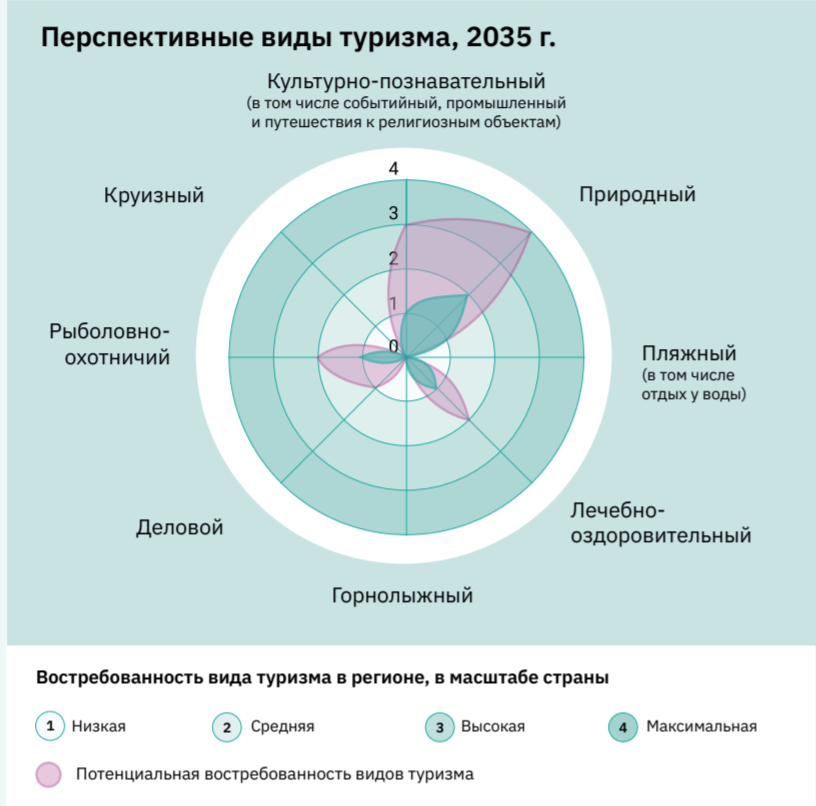 Перспективные виды туризма, 2035 г.
Культурно-познавательный
(в том числе событийный, промышленный
и путешествия к религиозным объектам)
Круизный
Природный
4
3
2
1
0
Рыболовно-
охотничий
Пляжный
(в том числе
отдых у воды)
Деловой
Лечебно-
оздоровительный
Горнолыжный
Востребованность вида туризма в регионе, в масштабе страны
1 Низкая
2 Средняя
3 Высокая
4 Максимальная
Потенциальная востребованность видов туризма